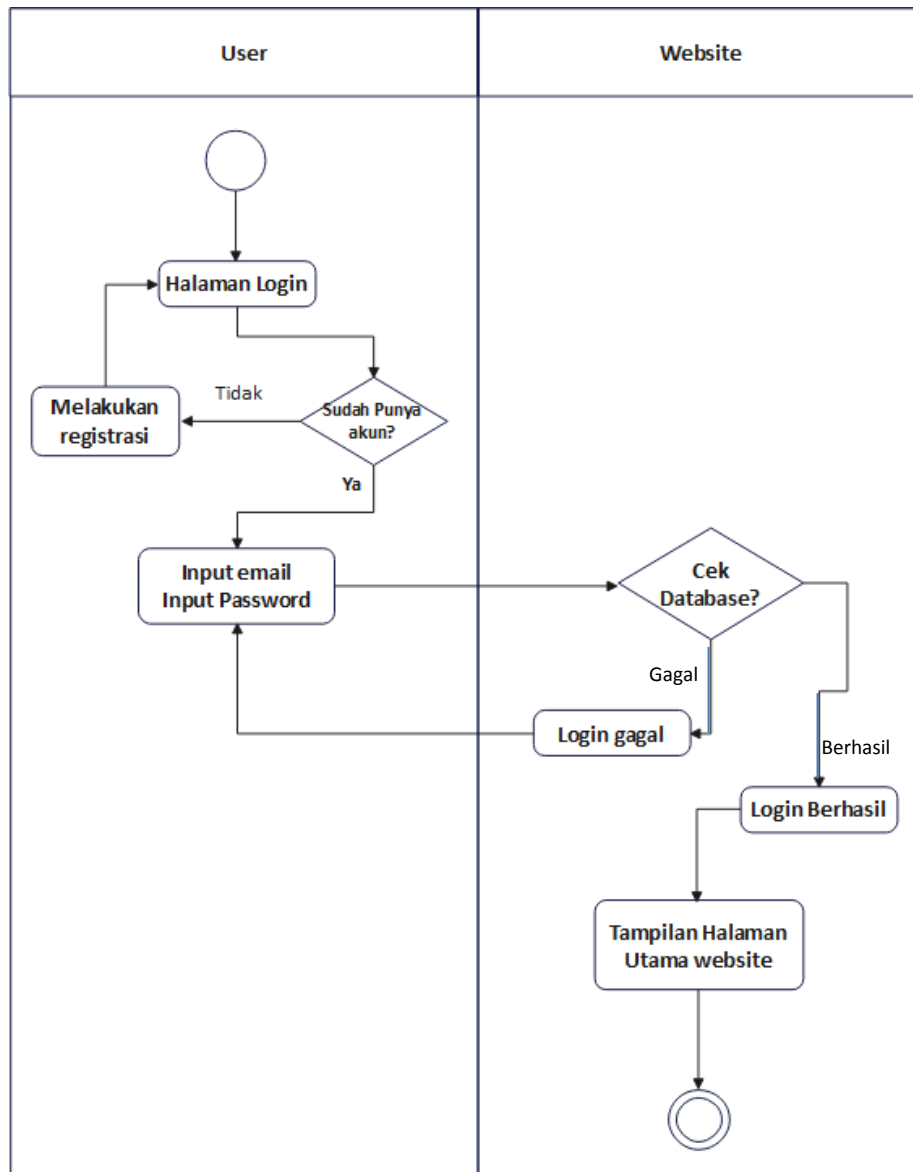 User
Website
Halaman Login
Tidak
Melakukan
registrasi
Sudah Punya
akun?
Ya
Input email
Input Password
Cek
Database?
Gagal
Login gagal
Berhasil
Login Berhasil
Tampilan Halaman
Utama website